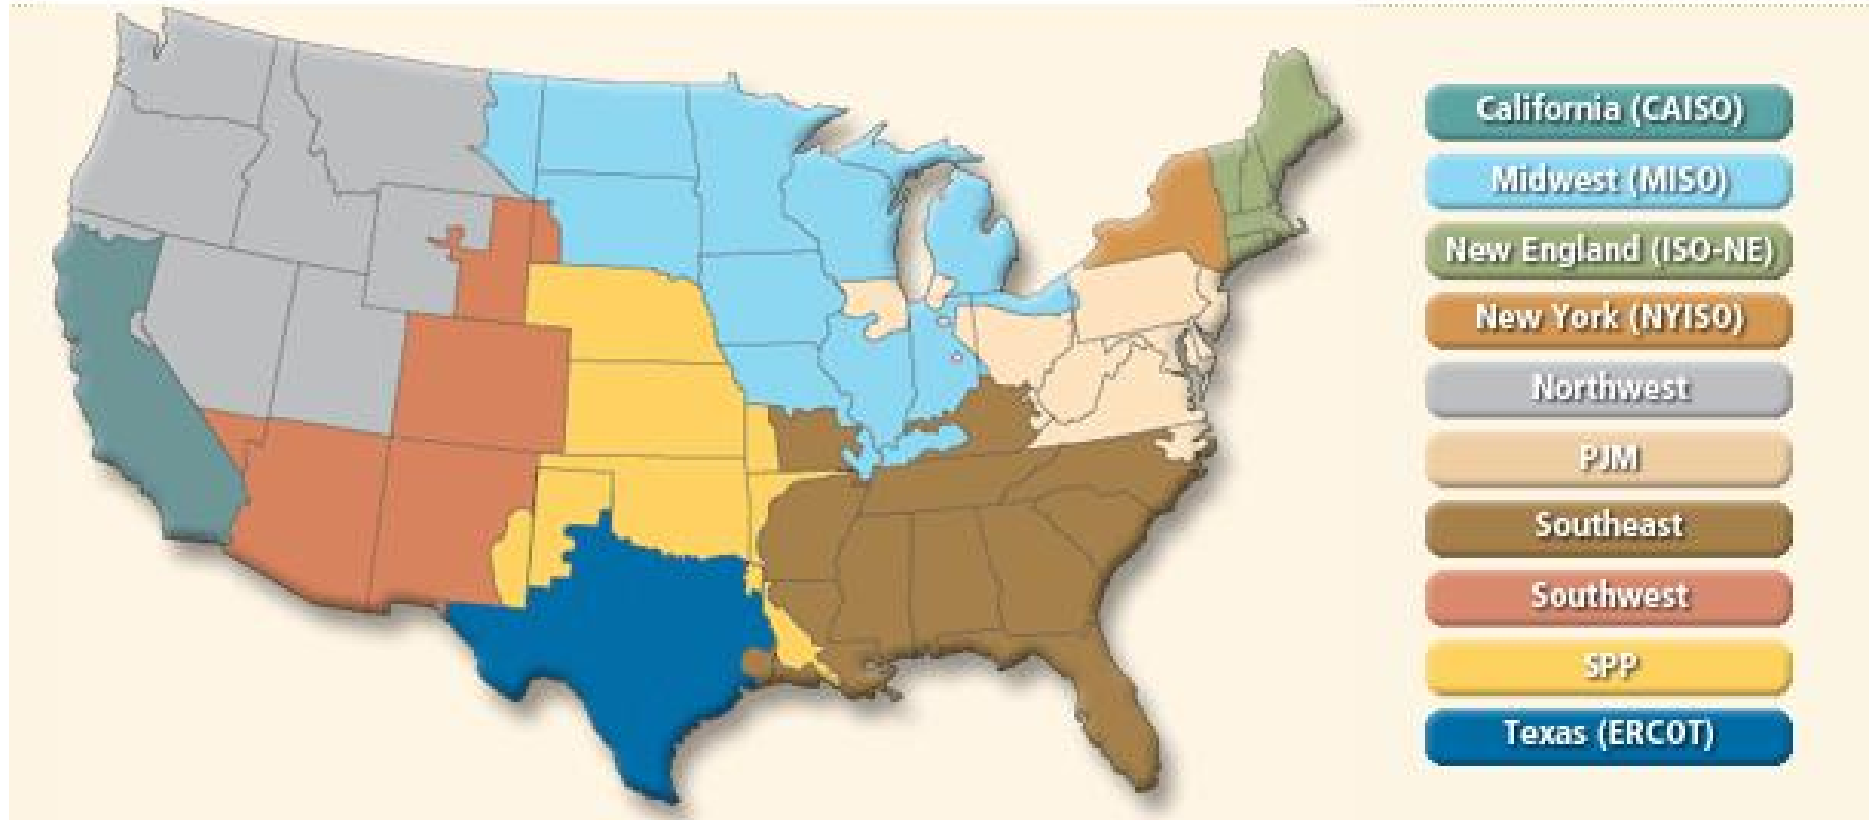 California (CAISO)
Midwest (MISO)
New England (ISO-NE)
New York (NYISO)
Northwest
PJM
Southeast
Southwest
SPP
Texas (ERCOT)